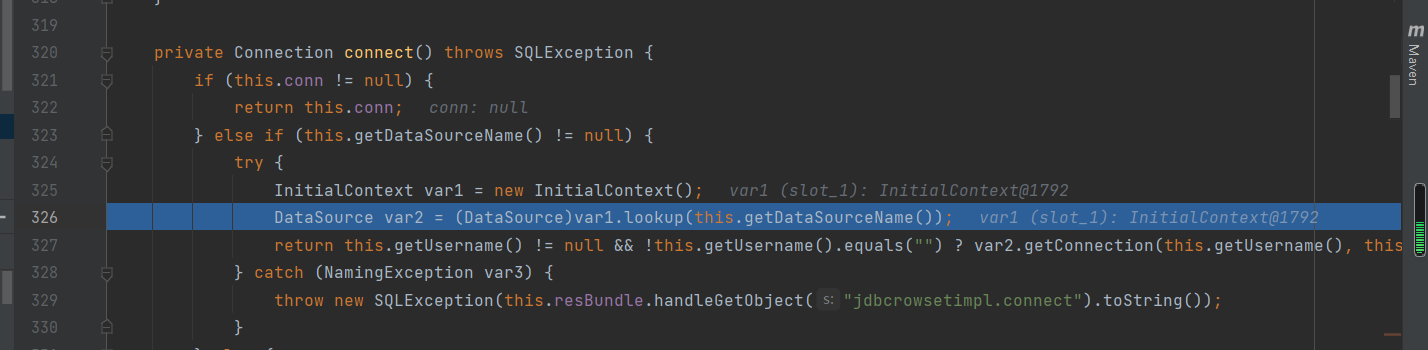 319
320 private Connection connect() throws SQLException {
321 if (this.conn != null) {
322 return this.conn; conn: null
323 } else if (this.getDataSourceName() != null) {
324 try {
325 InitialContext var1 = new InitialContext(); var1 (slot_1): InitialContext@1792
326 DataSource var2 = (DataSource)var1.lookup(this.getDataSourceName()); var1 (slot_1): InitialContext@1792
327 return this.getUsername() != null && !this.getUsername().equals("") ? var2.getConnection(this.getUsername(), this
328 } catch (NamingException var3) {
329 throw new SQLException(this.resBundle.handleGetObject( s: "jdbcrowsetimpl.connect").toString());
330 }
m Maven